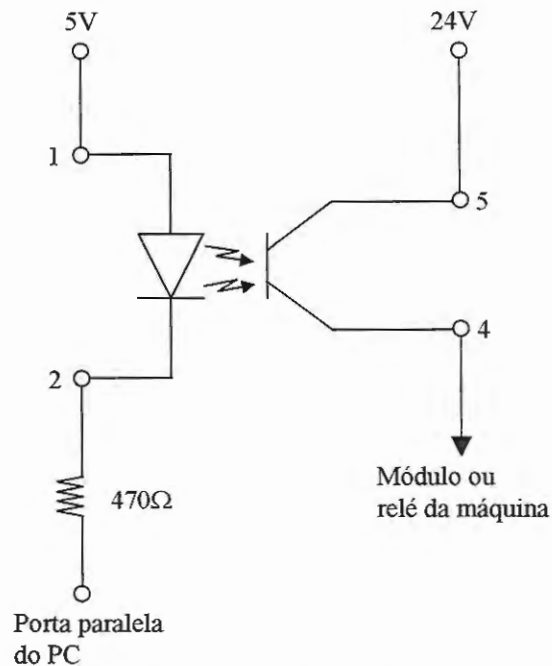 5V
24V
1
5
4
2
470Ω
Módulo ou
relé da máquina
Porta paralela
do PC